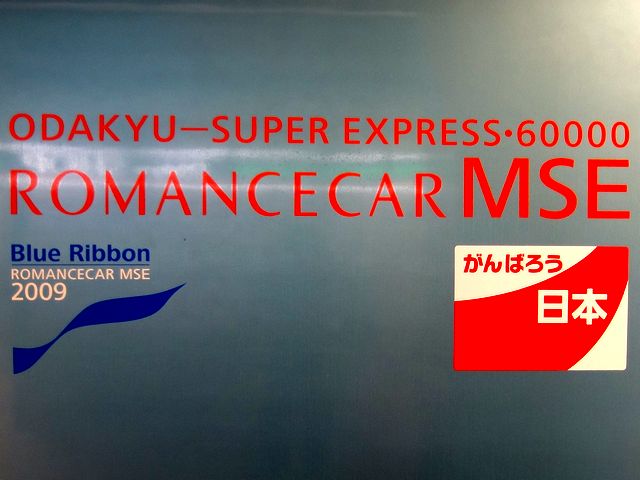 ODAKYU—SUPER EXPRESS・60000
ROMANCECAR MSE
Blue Ribbon
ROMANCECAR MSE
2009
がんばろう
日本